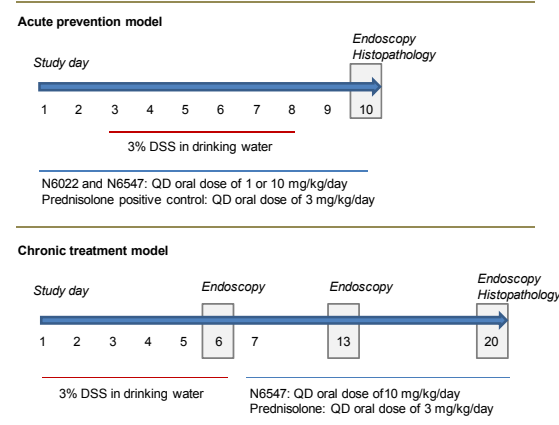 Acute prevention model
Endoscopy
Histopathology
Study day
1 2 3 4 5 6 7 8 9 10
3% DSS in drinking water
N6022 and N6547: QD oral dose of 1 or 10 mg/kg/day
Prednisolone positive control: QD oral dose of 3 mg/kg/day
Chronic treatment model
Study day
Endoscopy Endoscopy Endoscopy
Histopathology
1 2 3 4 5 6 7 13 20
3% DSS in drinking water
N6547: QD oral dose of10 mg/kg/day
Prednisolone: QD oral dose of 3 mg/kg/day